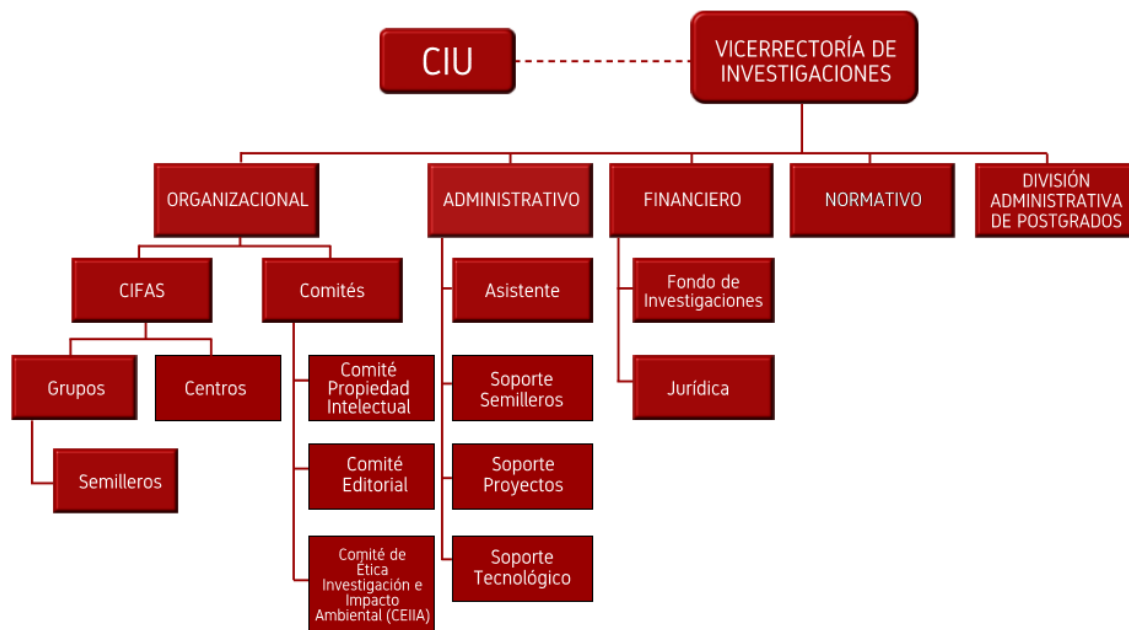 CIU
VICERRECTORÍA DE
INVESTIGACIONES
ORGANIZACIONAL
ADMINISTRATIVO
FINANCIERO
NORMATIVO
DIVISIÓN
ADMINISTRATIVA
DE POSTGRADOS
CIFAS
Comités
Asistente
Fondo de
Investigaciones
Grupos
Centros
Comité
Propiedad
Intelectual
Soporte
Semilleros
Jurídica
Semilleros
Comité
Editorial
Soporte
Proyectos
Comité de
Ética
Investigación e
Impacto
Ambiental (CEIIA)
Soporte
Tecnológico